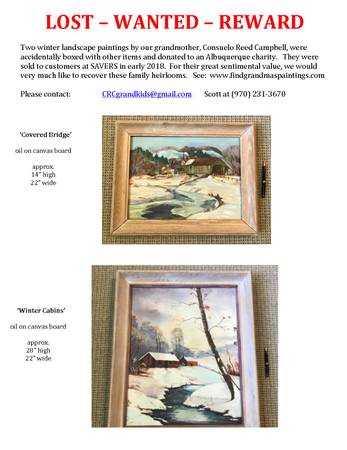 LOST – WANTED – REWARD
Two winter landscape paintings by our grandmother, Consuelo Reed Campbell, were
accidentally boxed with other items and donated to an Albuquerque charity. They were
sold to customers at SAVERS in early 2018. For their great sentimental value, we would
very much like to recover these family heirlooms. See: www.findgrandmaspaintings.com
Please contact: CRCgrandkids@gmail.com Scott at (970) 231-3670
'Covered Bridge'
oil on canvas board
approx.
14" high
22" wide
'Winter Cabins'
oil on canvas board
approx.
28" high
22" wide